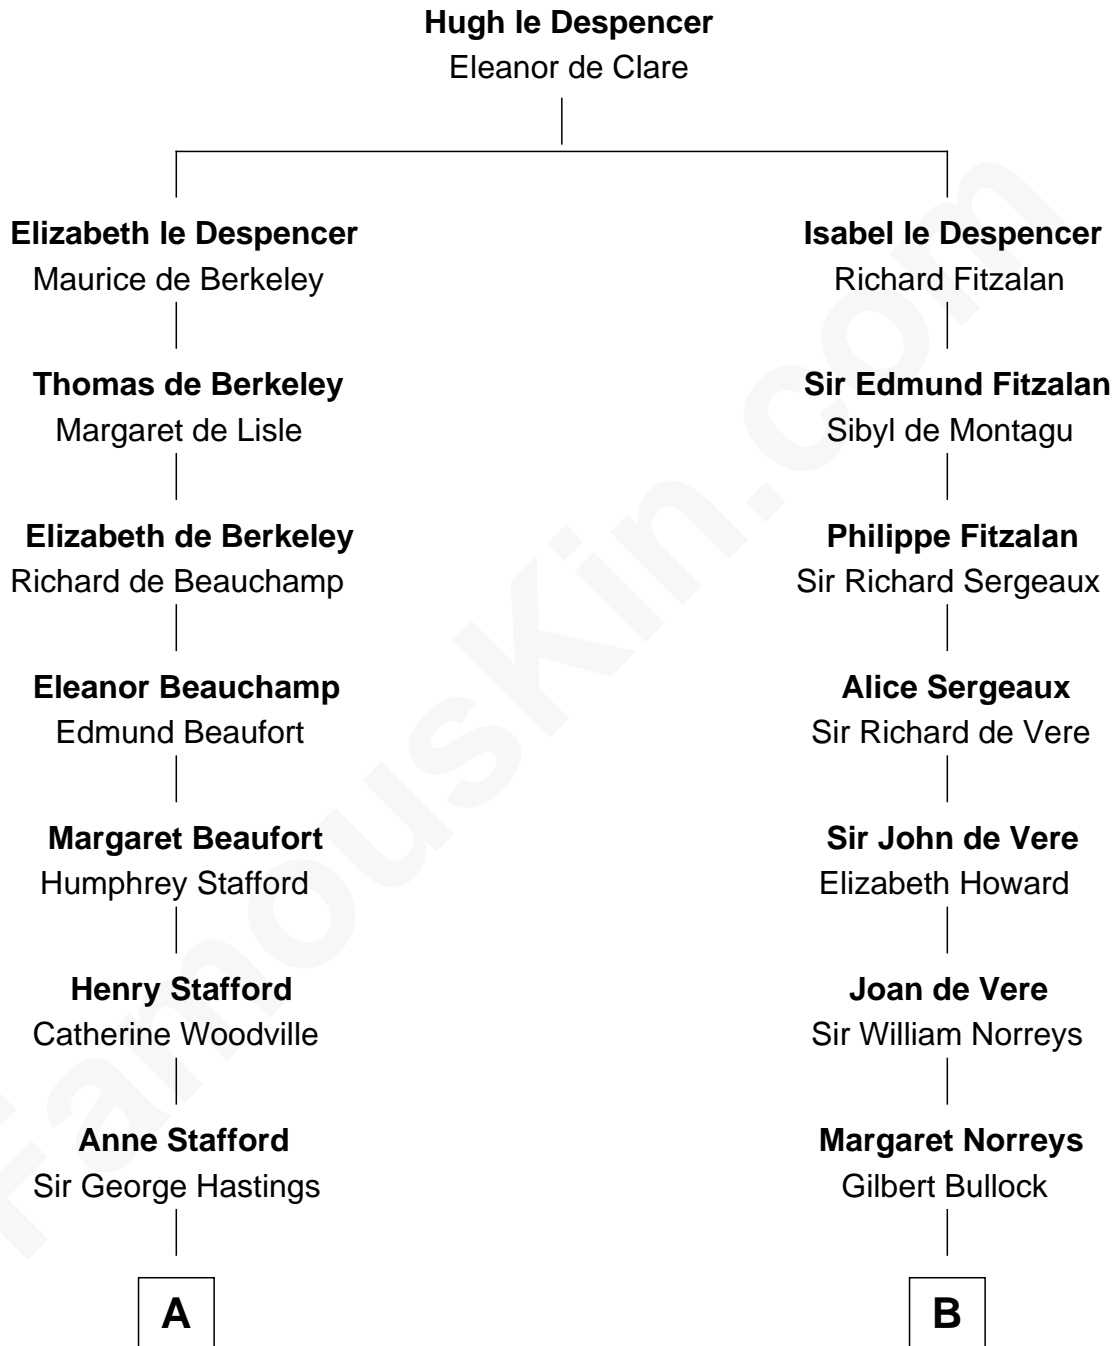 Hugh le Despencer
Eleanor de Clare
Elizabeth le Despencer
Maurice de Berkeley
Isabel le Despencer
Richard Fitzalan
Thomas de Berkeley
Margaret de Lisle
Sir Edmund Fitzalan
Sibyl de Montagu
Elizabeth de Berkeley
Richard de Beauchamp
Philippe Fitzalan
Sir Richard Sergeaux
Eleanor Beauchamp
Edmund Beaufort
Alice Sergeaux
Sir Richard de Vere
Margaret Beaufort
Humphrey Stafford
Sir John de Vere
Elizabeth Howard
Henry Stafford
Catherine Woodville
Joan de Vere
Sir William Norreys
Anne Stafford
Sir George Hastings
Margaret Norreys
Gilbert Bullock
A
B
FamousKin.com